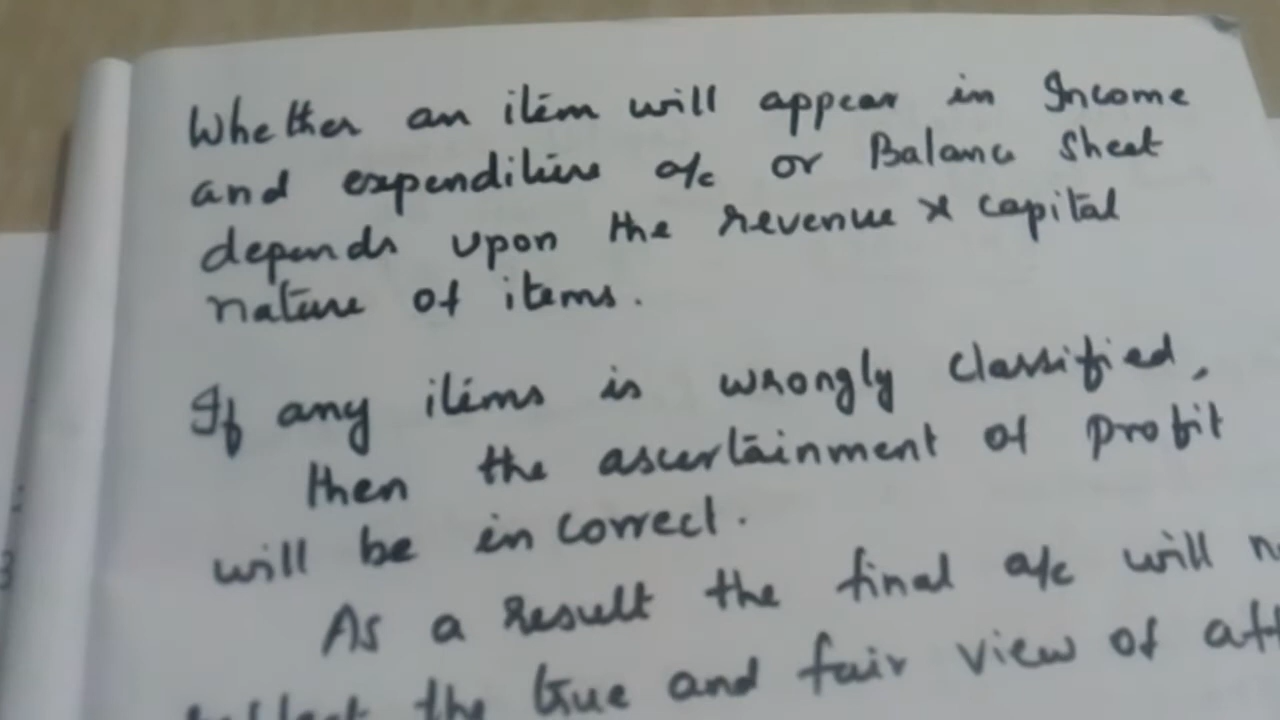 Whether an item will appear in Income
and expenditure a/c or Balance Sheet
depends upon the revenue & capital
nature of items.
If any items is wrongly classified,
then the ascertainment of profit
will be in correct.
As a result the final a/c will
the true and fair view of